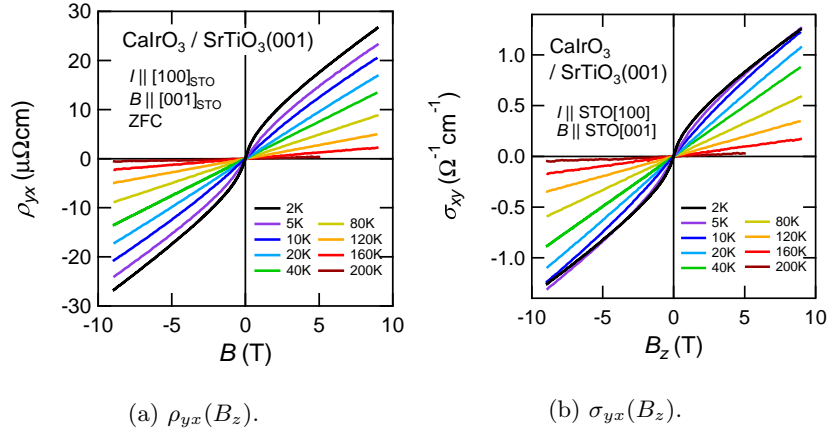 30
20
10
0
-10
-20
-30
-10
-5
0
5
10
ρyx (μΩcm)
B (T)
CaIrO3 / SrTiO3(001)
I || [100]STO
B || [001]STO
ZFC
2K
5K
10K
20K
40K
80K
120K
160K
200K
(a) ρyx(Bz).
1.0
0.5
0.0
-0.5
-1.0
-10
-5
0
5
10
σxy (Ω-1 cm-1)
Bz (T)
CaIrO3
/ SrTiO3(001)
I || STO[100]
B || STO[001]
2K
5K
10K
20K
40K
80K
120K
160K
200K
(b) σyx(Bz).